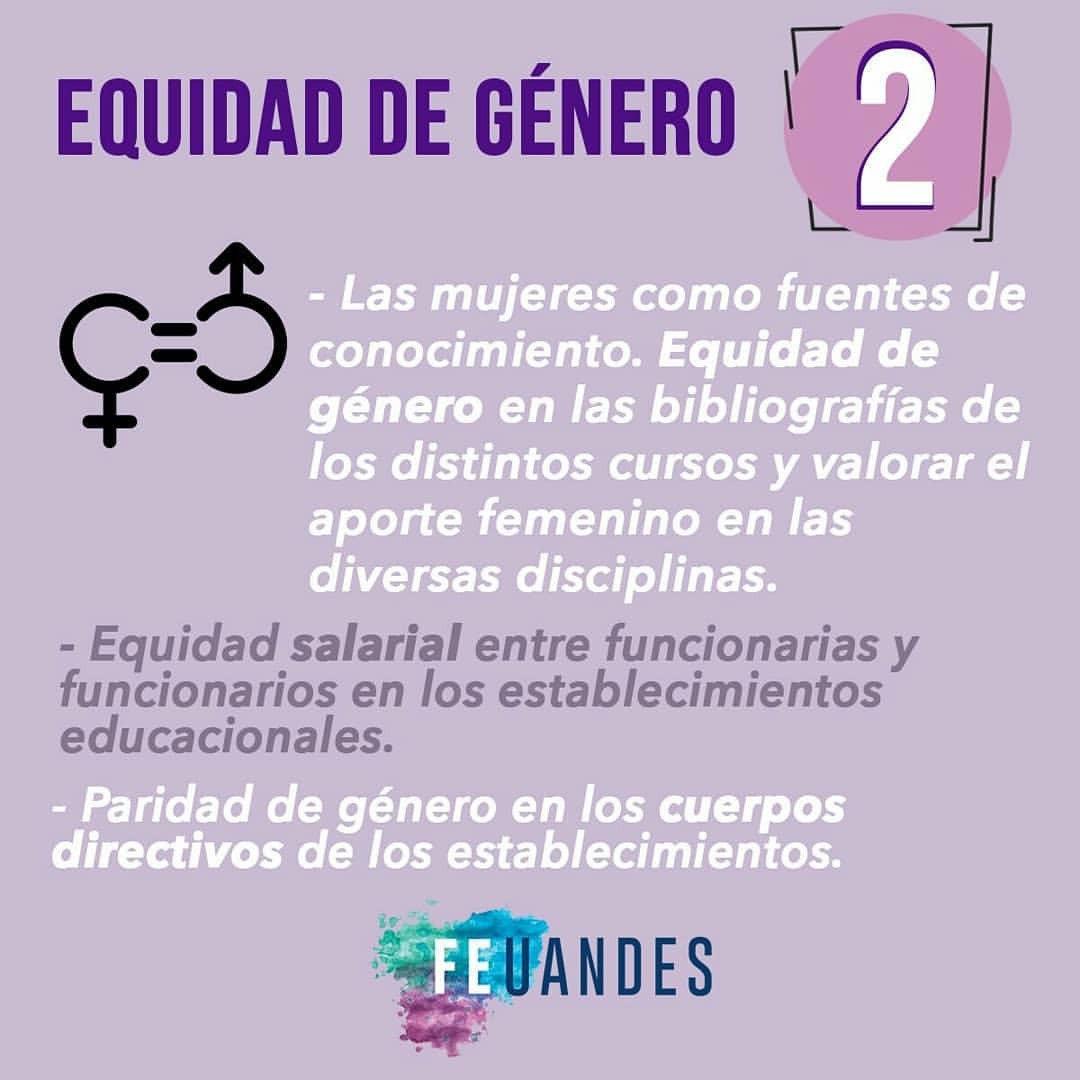 EQUIDAD DE GÉNERO
2
- Las mujeres como fuentes de
conocimiento. Equidad de
género en las bibliografías de
los distintos cursos y valorar el
aporte femenino en las
diversas disciplinas.
- Equidad salarial entre funcionarias y
funcionarios en los establecimientos
educacionales.
- Paridad de género en los cuerpos
directivos de los establecimientos.
FEUANDES